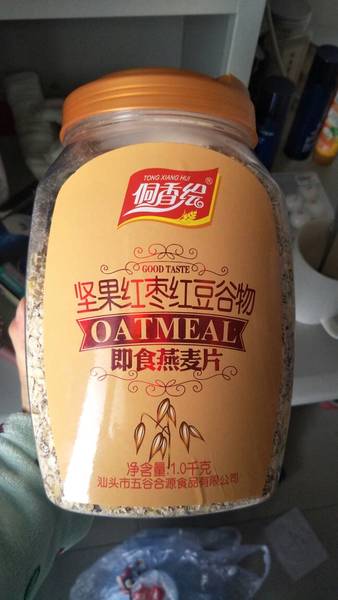 TONG XIANG HUI
侗香绘®
GOOD TASTE
坚果红枣红豆谷物
OATMEAL
即食燕麦片
净含量:1.0千克
汕头市五谷合源食品有限公司